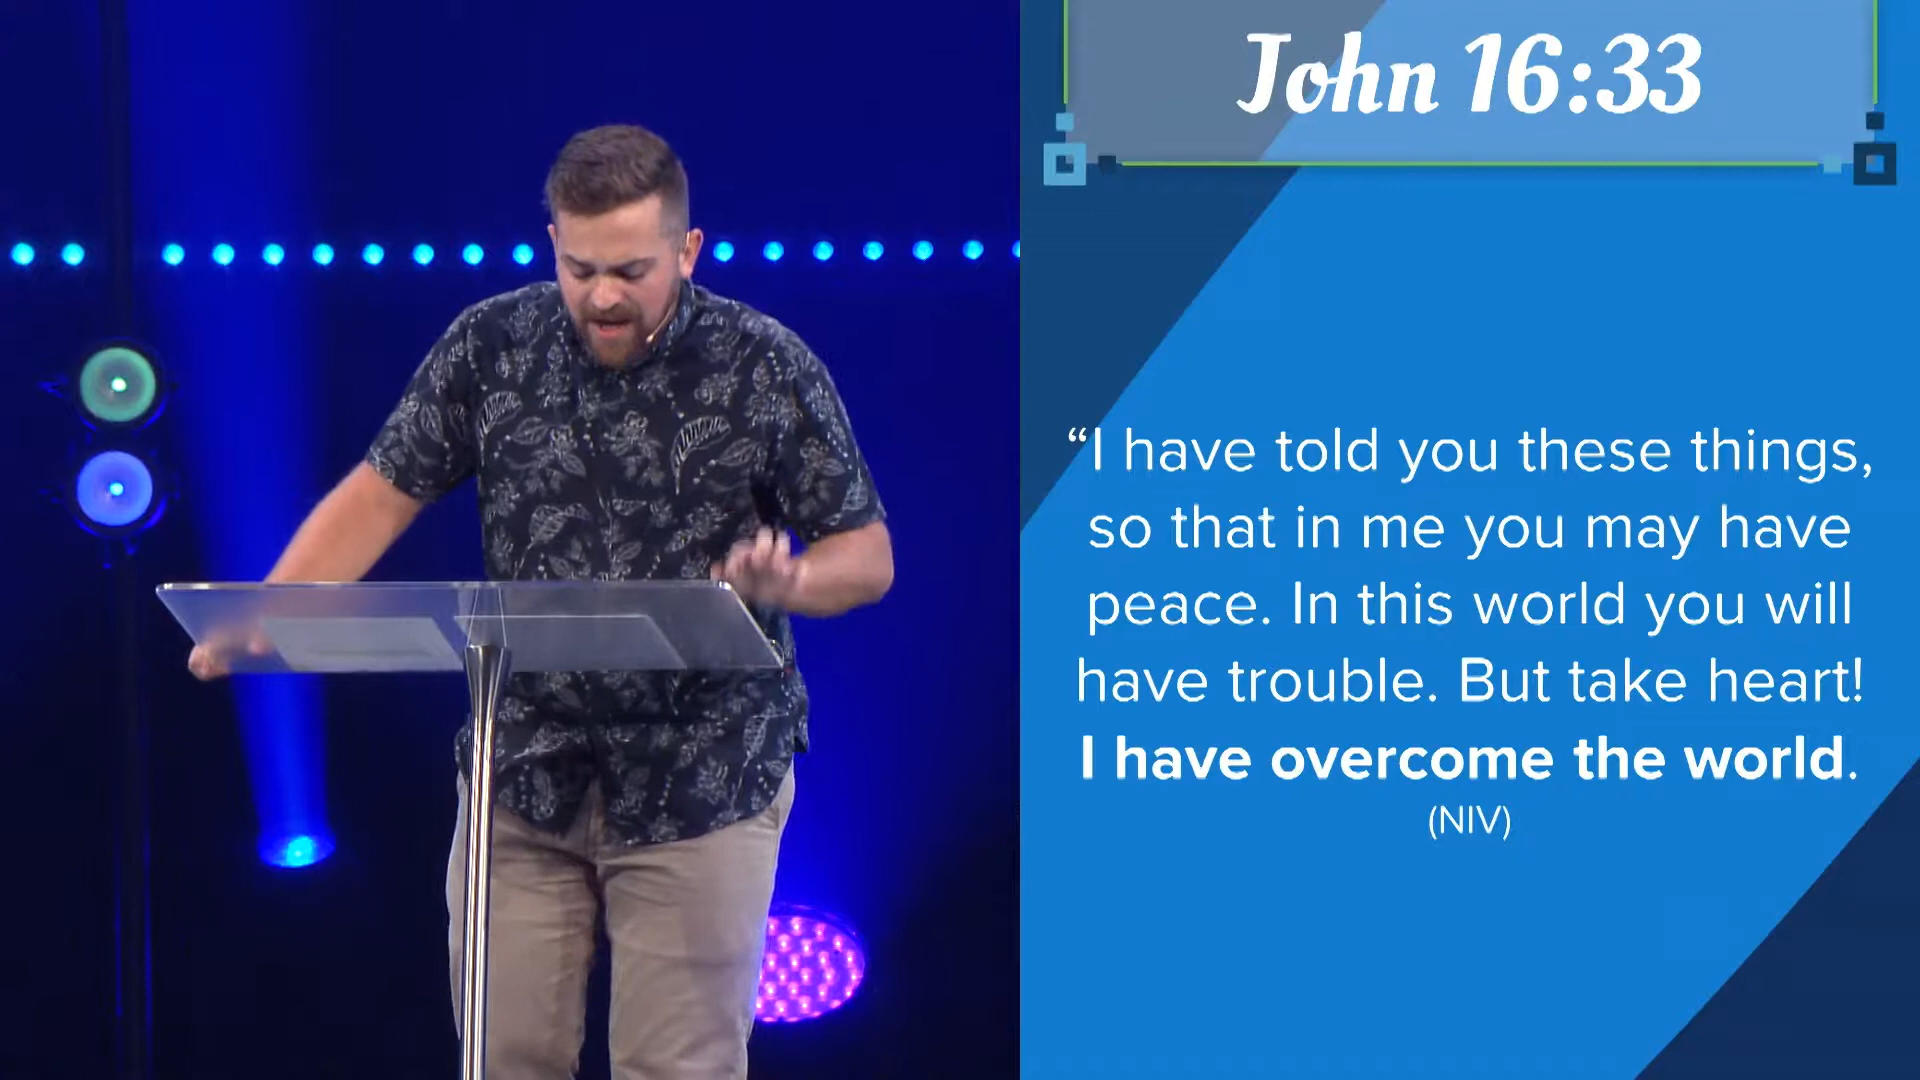 John 16:33
“I have told you these things,
so that in me you may have
peace. In this world you will
have trouble. But take heart!
I have overcome the world.
(NIV)